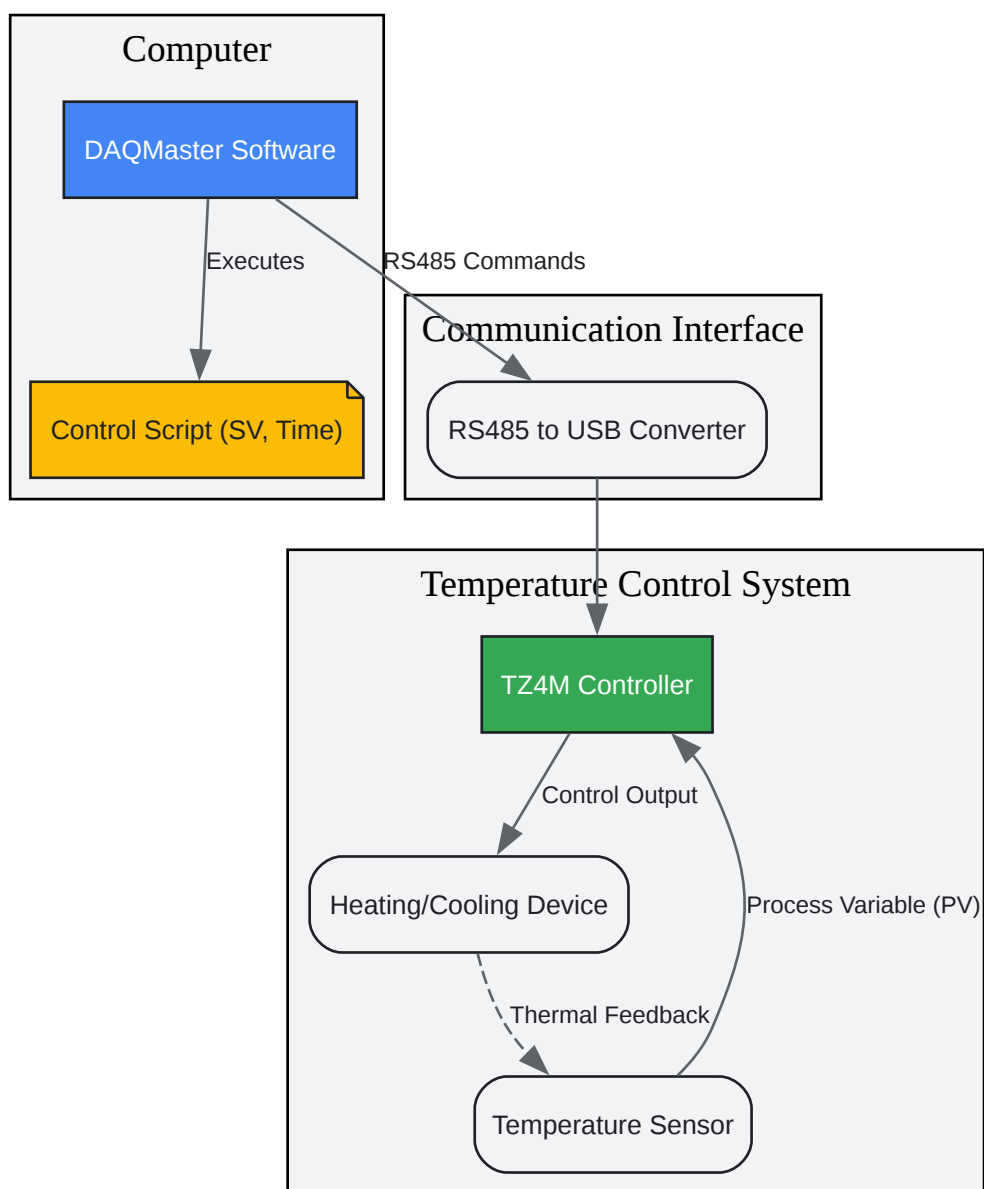 Computer
DAQMaster Software
Executes
RS485 Commands
Communication Interface
Control Script (SV, Time)
RS485 to USB Converter
Temperature Control System
TZ4M Controller
Control Output
Heating/Cooling Device
Process Variable (PV)
Thermal Feedback
Temperature Sensor